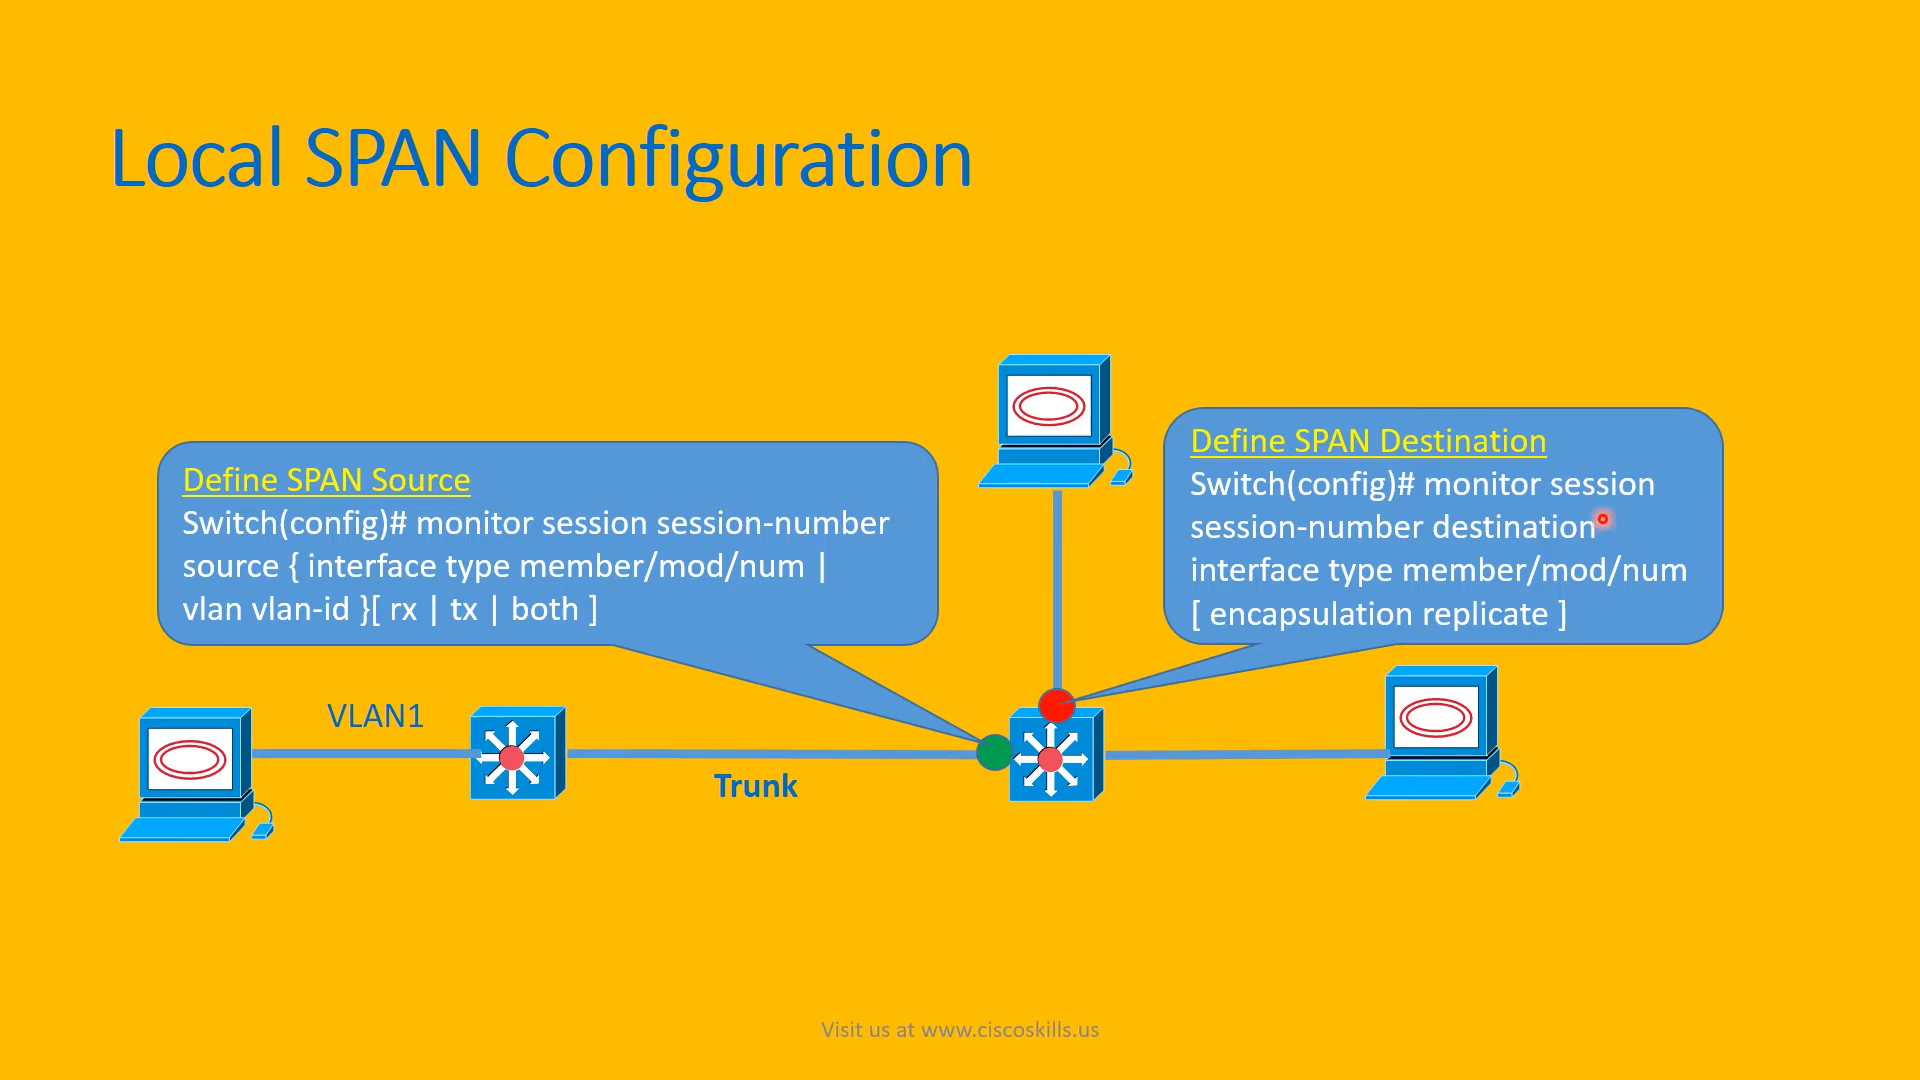 Local SPAN Configuration
Define SPAN Source
Switch(config)# monitor session session-number
source { interface type member/mod/num |
vlan vlan-id }[ rx | tx | both ]
Define SPAN Destination
Switch(config)# monitor session
session-number destination
interface type member/mod/num
[ encapsulation replicate ]
VLAN1
Trunk
Visit us at www.ciscoskills.us